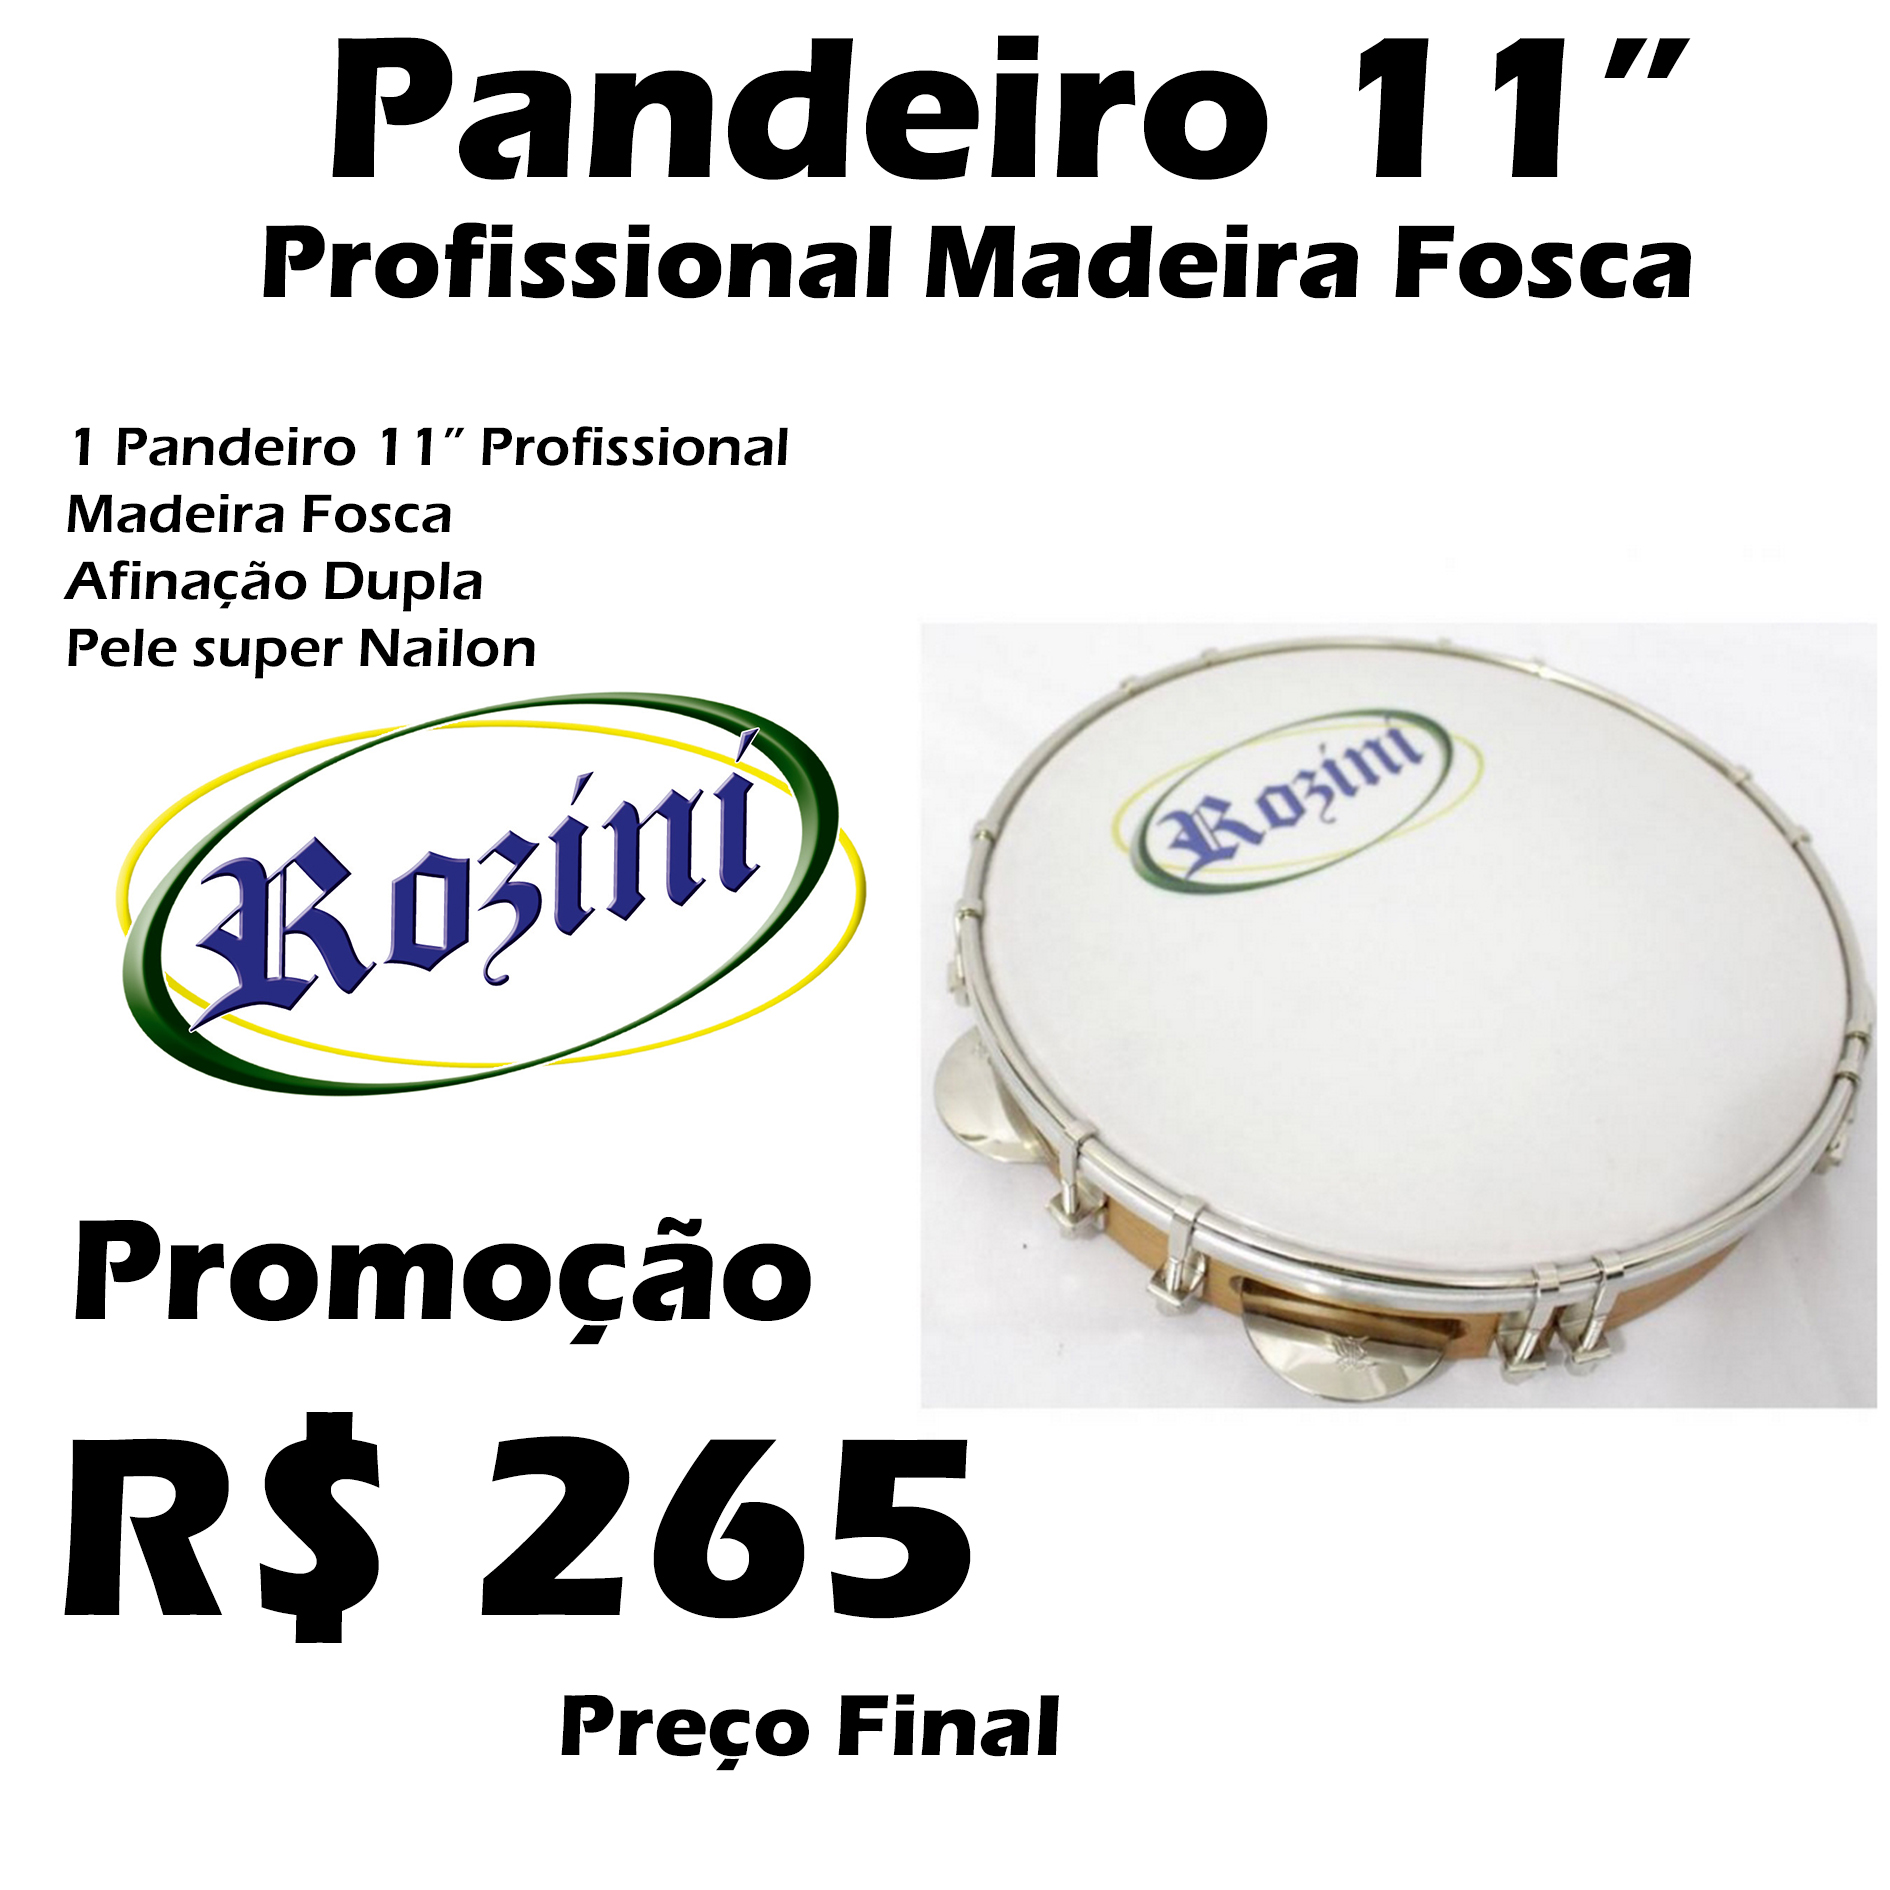 Pandeiro 11”
Profissional Madeira Fosca
1 Pandeiro 11” Profissional
Madeira Fosca
Afinação Dupla
Pele super Nailon
Rozini
Rozini
Promoção
R$ 265
Preço Final